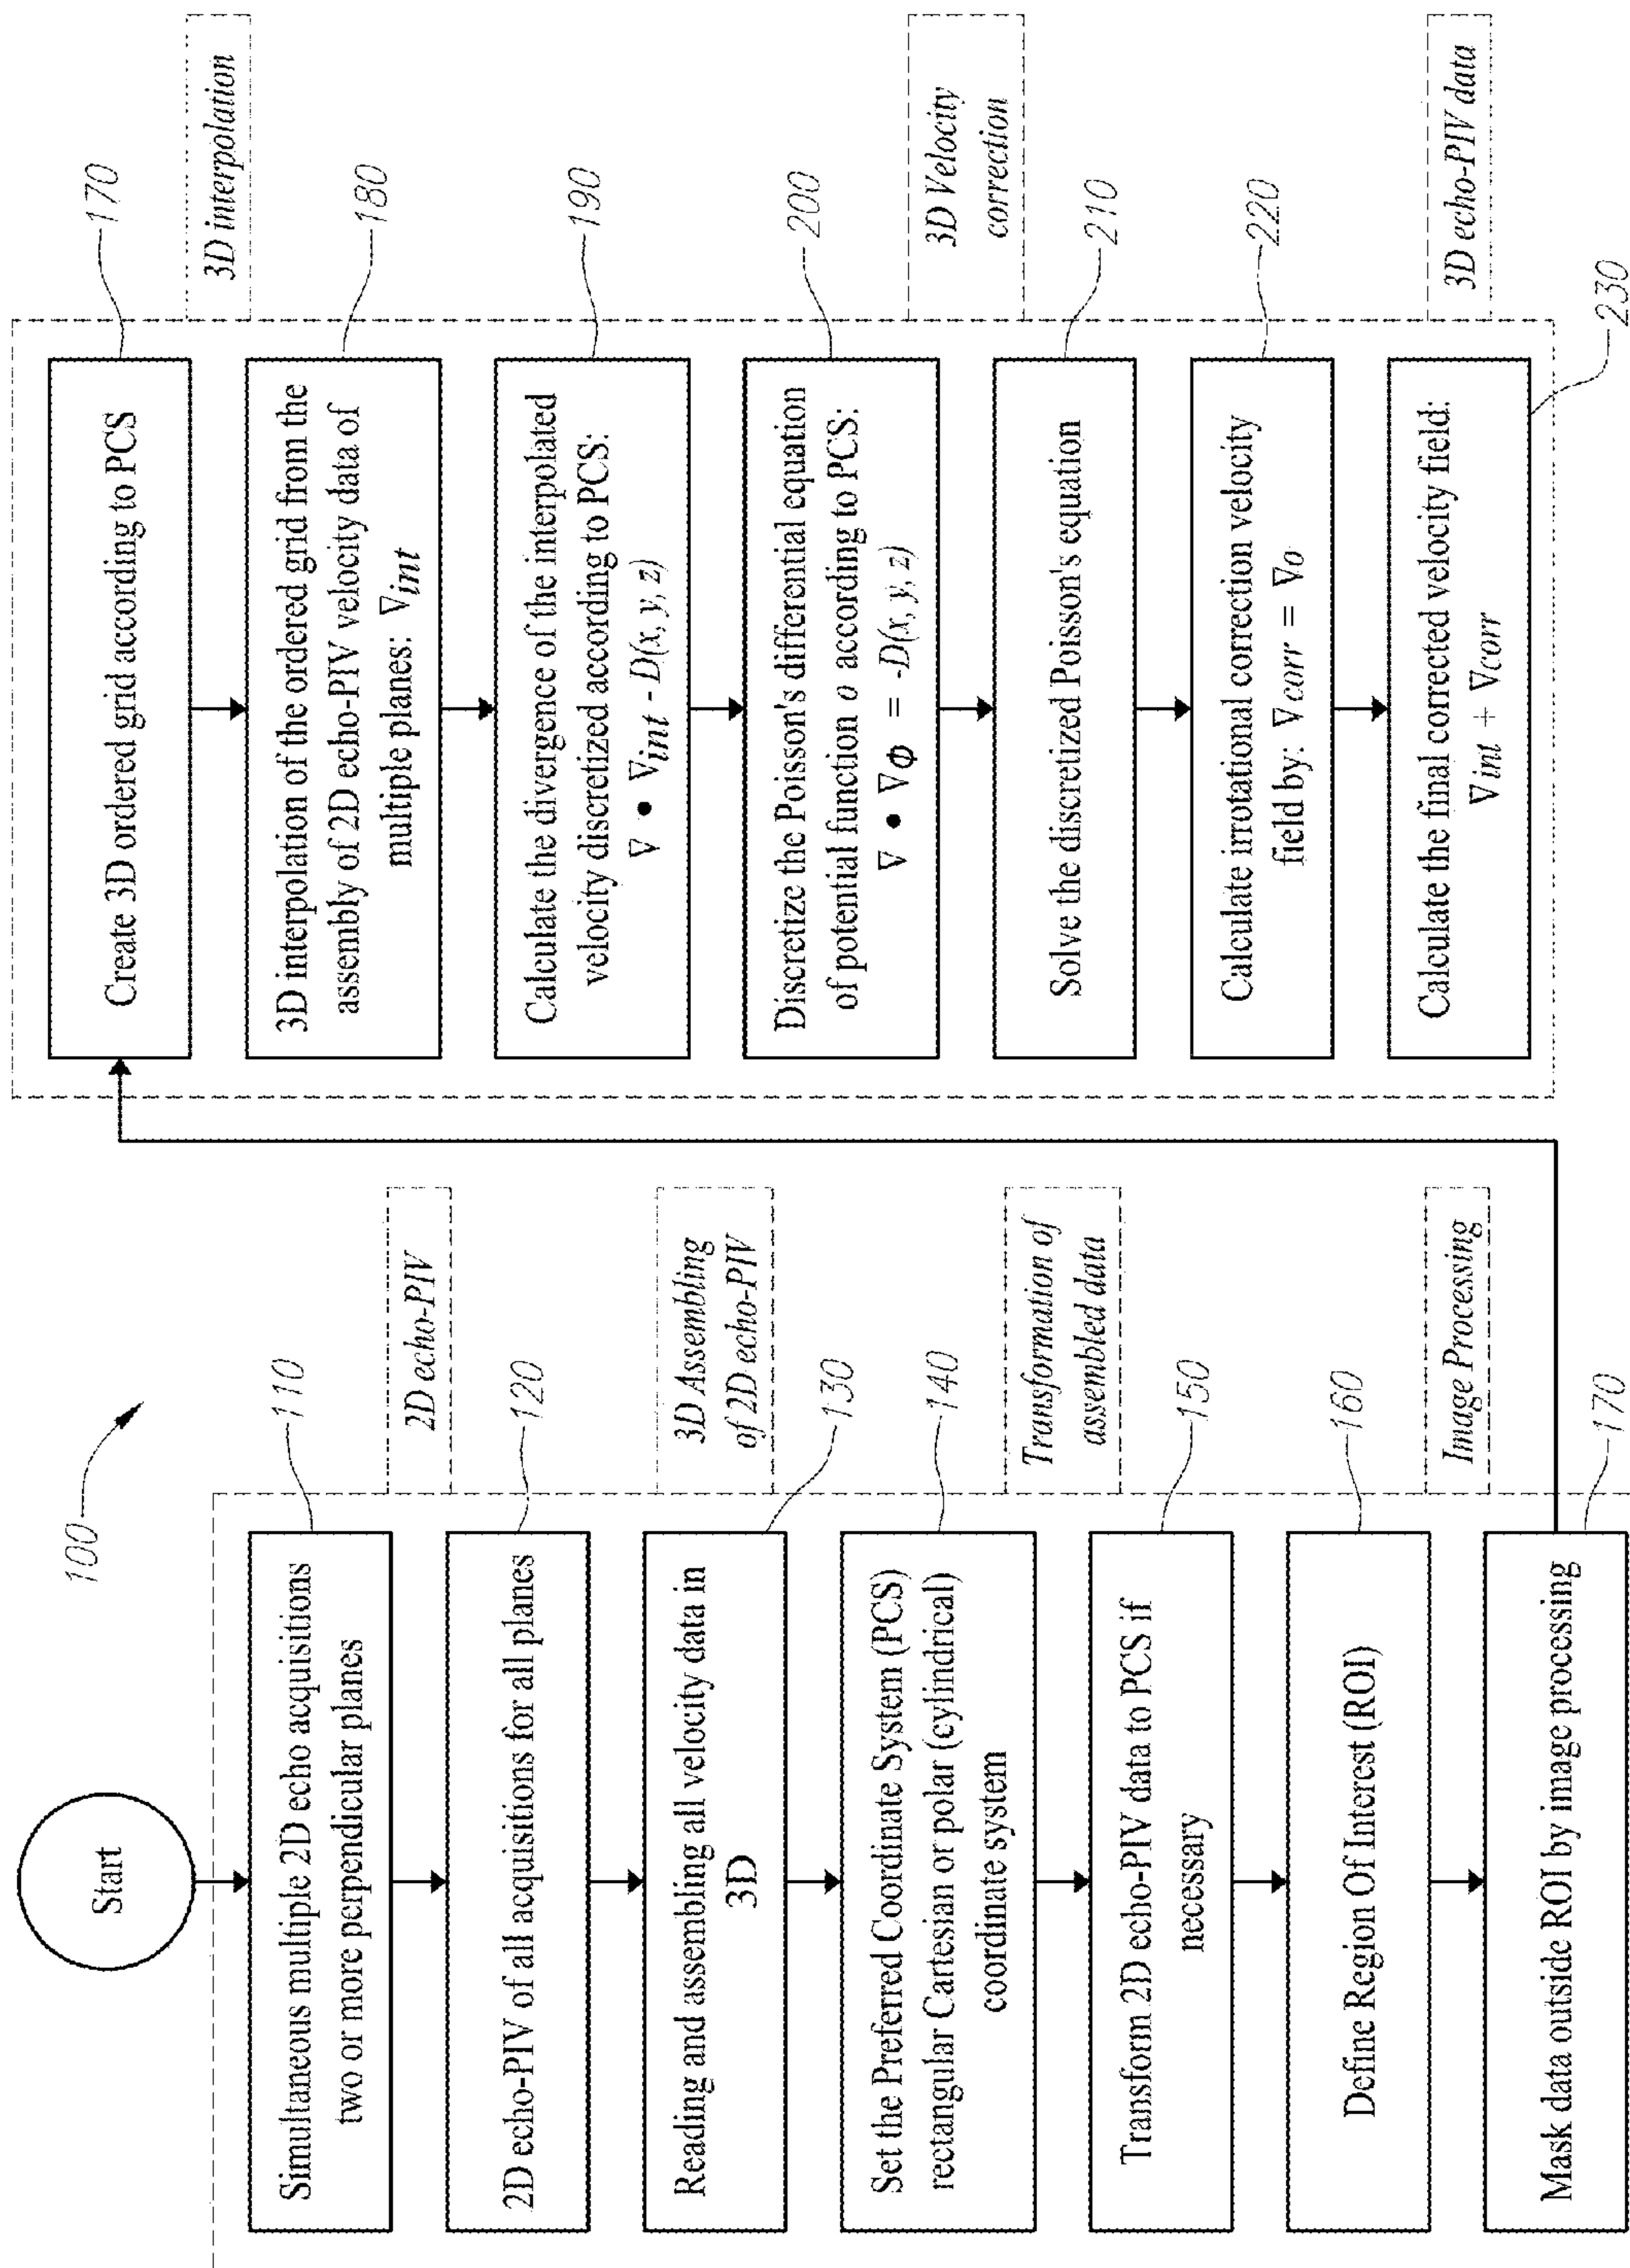 100
Start
Simultaneous multiple 2D echo acquisitions
two or more perpendicular planes
110
2D echo-PIV
2D echo-PIV of all acquisitions for all planes
120
3D Assembling
of 2D echo-PIV
Reading and assembling all velocity data in
3D
130
Set the Preferred Coordinate System (PCS)
rectangular Cartesian or polar (cylindrical)
coordinate system
140
Transformation of
assembled data
Transform 2D echo-PIV data to PCS if
necessary
150
Define Region Of Interest (ROI)
160
Image Processing
Mask data outside ROI by image processing
170
Create 3D ordered grid according to PCS
170
3D interpolation
3D interpolation of the ordered grid from the
assembly of 2D echo-PIV velocity data of
multiple planes: ∇int
180
Calculate the divergence of the interpolated
velocity discretized according to PCS:
∇ • ∇int - D(x, y, z)
190
Discretize the Poisson's differential equation
of potential function o according to PCS:
∇ • ∇Φ = -D(x, y, z)
200
3D Velocity
correction
Solve the discretized Poisson's equation
210
Calculate irrotational correction velocity
field by: ∇corr = ∇o
220
Calculate the final corrected velocity field:
∇int + ∇corr
3D echo-PIV data
230